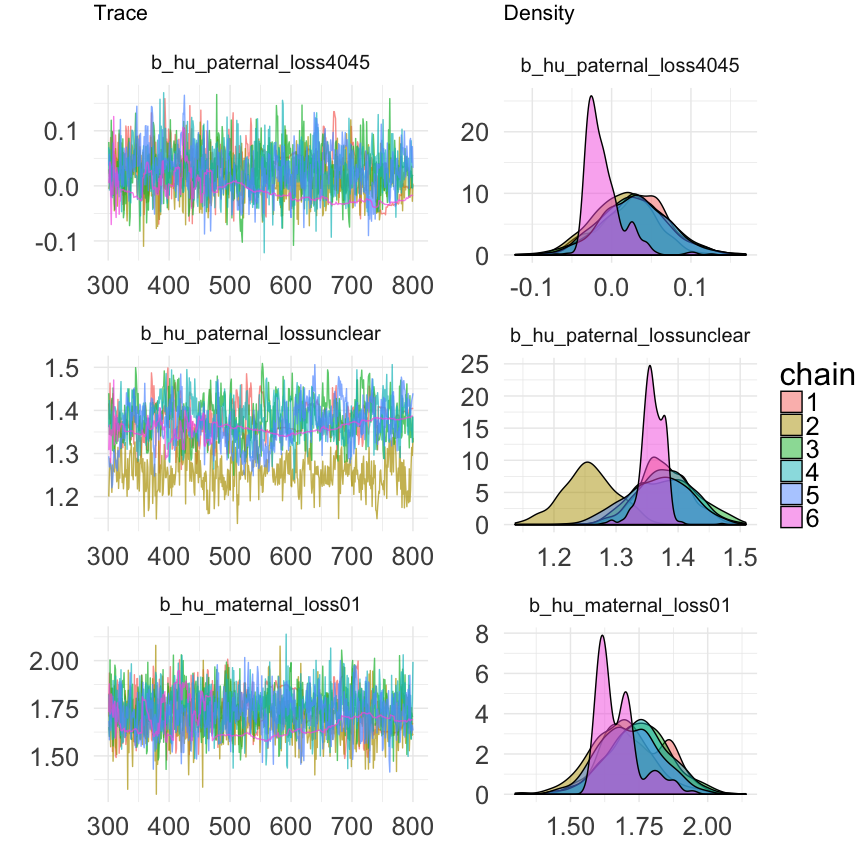 Trace
Density
b_hu_paternal_loss4045
b_hu_paternal_loss4045
0.1
0.0
-0.1
300 400 500 600 700 800
20
10
0
-0.1 0.0 0.1
b_hu_paternal_lossunclear
b_hu_paternal_lossunclear
1.5
1.4
1.3
1.2
300 400 500 600 700 800
25
20
15
10
5
0
1.2 1.3 1.4 1.5
b_hu_maternal_loss01
b_hu_maternal_loss01
2.00
1.75
1.50
300 400 500 600 700 800
8
6
4
2
0
1.50 1.75 2.00
chain
1
2
3
4
5
6